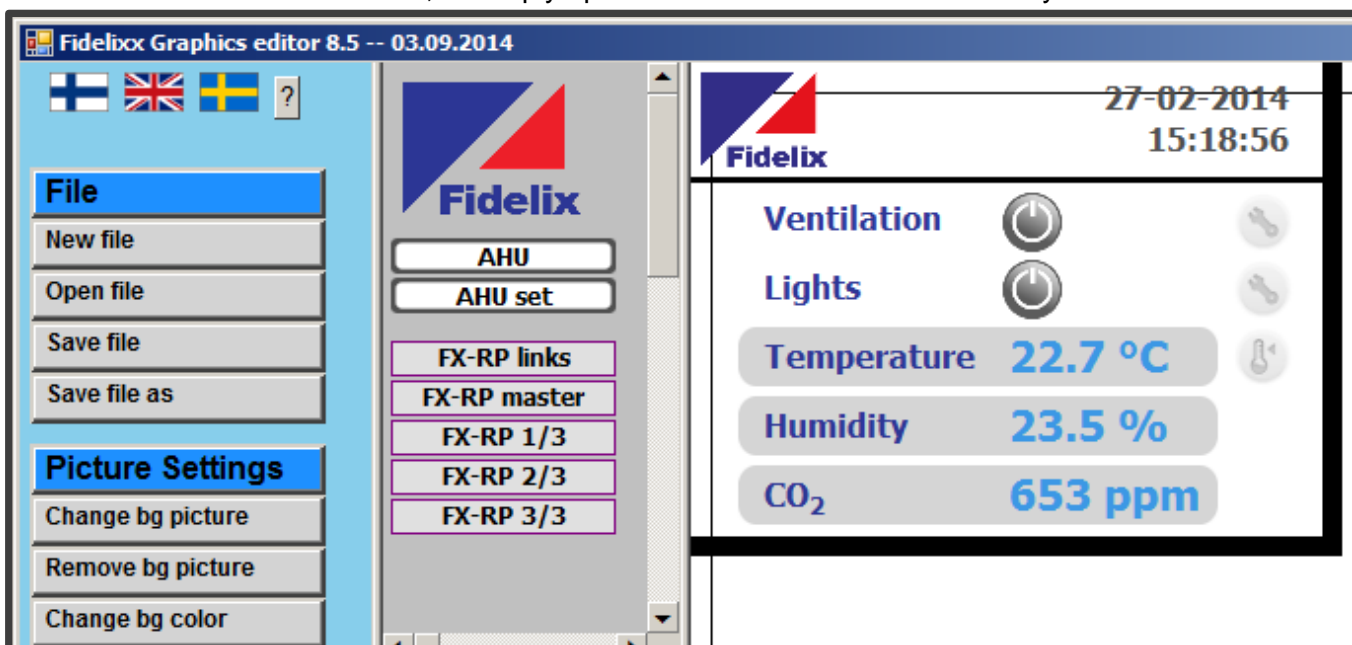 Fidelixx Graphics editor 8.5 -- 03.09.2014
?
File
New file
Open file
Save file
Save file as
Picture Settings
Change bg picture
Remove bg picture
Change bg color
Fidelix
AHU
AHU set
FX-RP links
FX-RP master
FX-RP 1/3
FX-RP 2/3
FX-RP 3/3
Fidelix
27-02-2014
15:18:56
Ventilation
Lights
Temperature 22.7 °C
Humidity 23.5 %
CO₂ 653 ppm